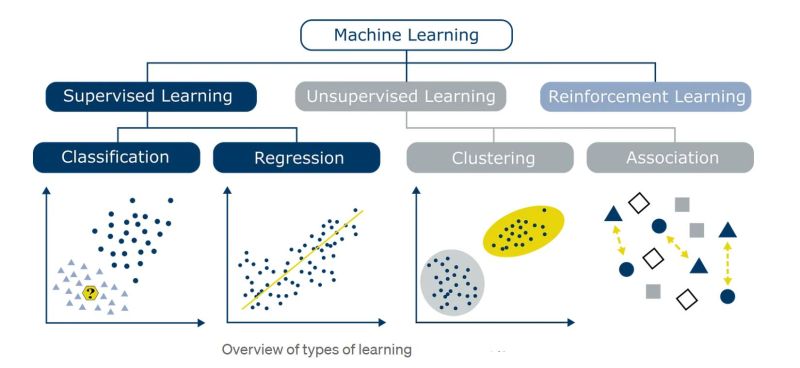 Machine Learning
Supervised Learning
Unsupervised Learning
Reinforcement Learning
Classification
Regression
Clustering
Association
?
Overview of types of learning